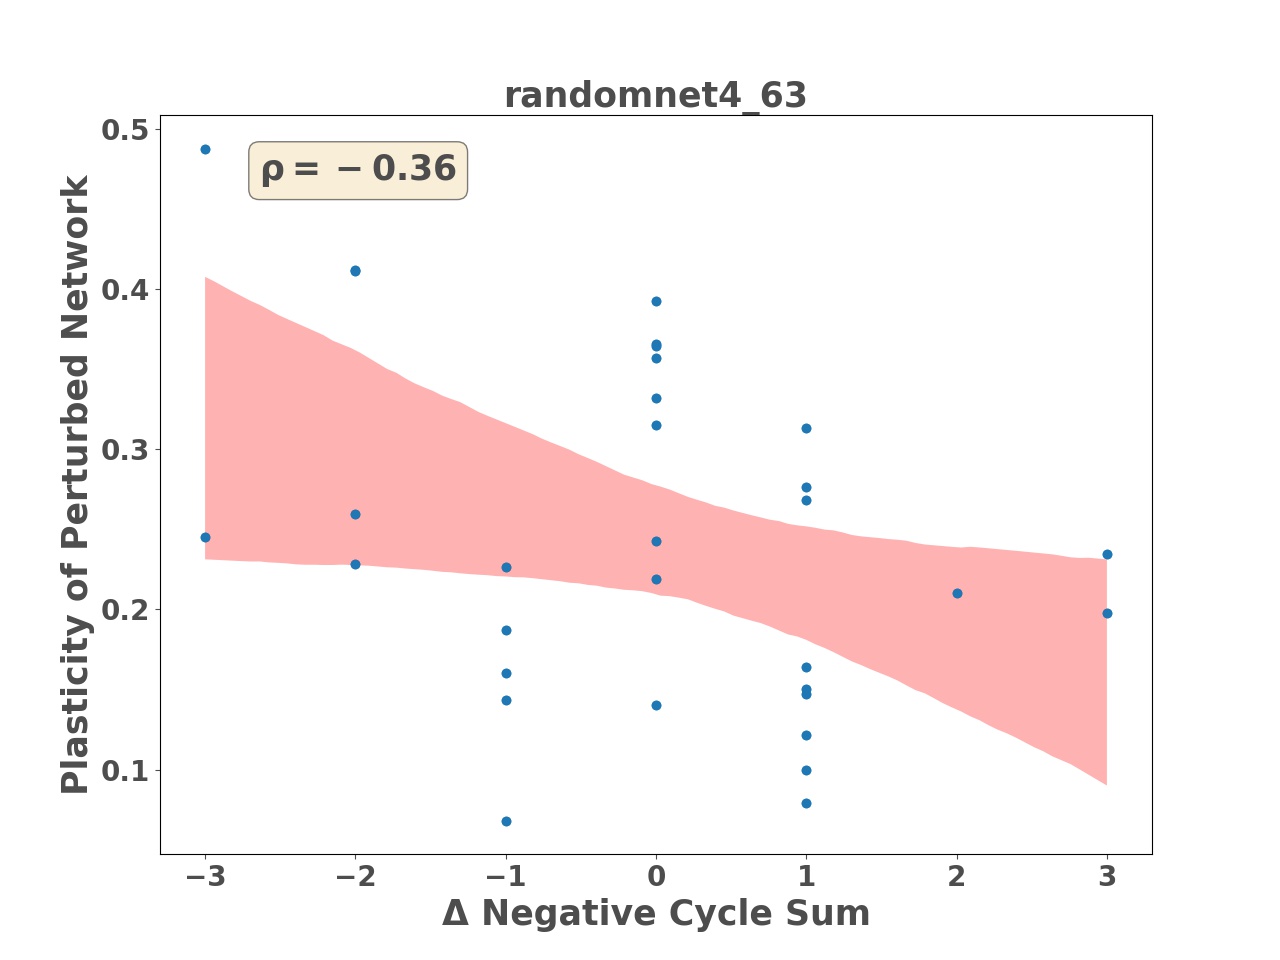 randomnet4_63
ρ = − 0.36
Plasticity of Perturbed Network
0.5
0.4
0.3
0.2
0.1
−3 −2 −1 0 1 2 3
Δ Negative Cycle Sum